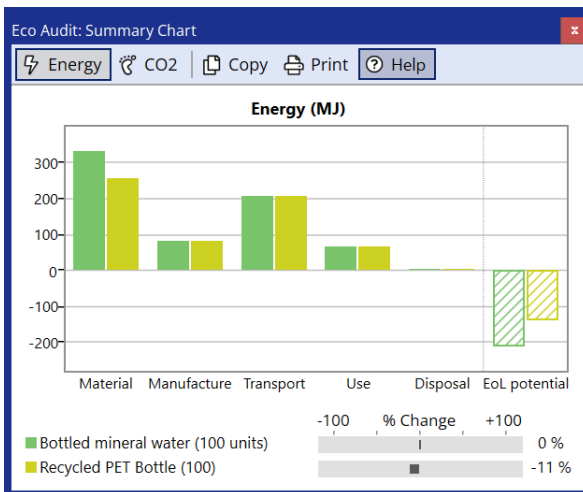 Eco Audit: Summary Chart
Energy CO2 Copy Print Help
Energy (MJ)
300
200
100
0
-100
-200
Material Manufacture Transport Use Disposal EoL potential
-100 % Change +100
Bottled mineral water (100 units) 0 %
Recycled PET Bottle (100) -11 %